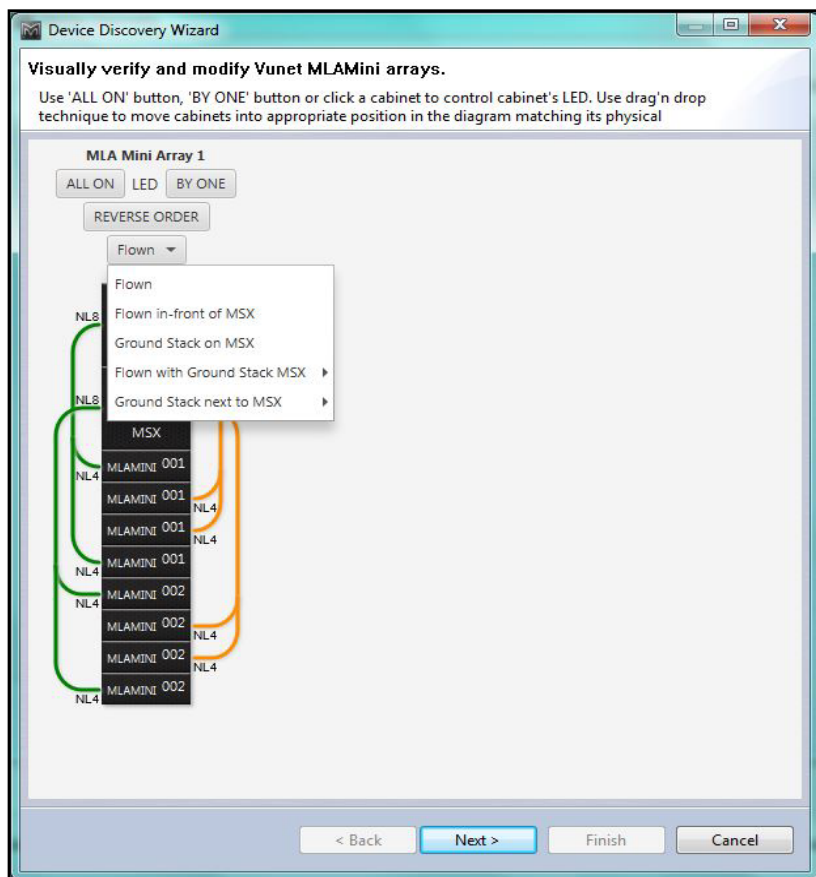 Device Discovery Wizard
Visually verify and modify Vunet MLAMini arrays.
Use 'ALL ON' button, 'BY ONE' button or click a cabinet to control cabinet's LED. Use drag'n drop
technique to move cabinets into appropriate position in the diagram matching its physical
MLA Mini Array 1
ALL ON LED BY ONE
REVERSE ORDER
Flown
Flown
NL8 Flown in-front of MSX
Ground Stack on MSX
Flown with Ground Stack MSX
NL8 Ground Stack next to MSX
MSX
MLAMINI 001
NL4
MLAMINI 001
NL4
MLAMINI 001
NL4
MLAMINI 001
NL4
MLAMINI 002
NL4
MLAMINI 002
NL4
MLAMINI 002
NL4
MLAMINI 002
NL4
< Back Next > Finish Cancel